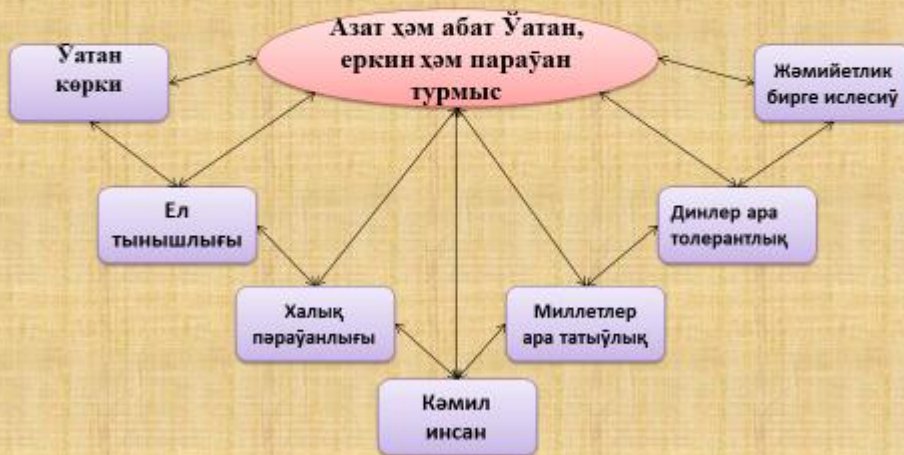 Азат ҳәм абат Ўатан,
еркин ҳәм параўан
турмыс
Ўатан
көрки
Жәмийетлик
бирге ислесиў
Ел
тынышлығы
Динлер ара
толерантлық
Халық
пәраўанлығы
Миллетлер
ара татыўлық
Кәмил
инсан